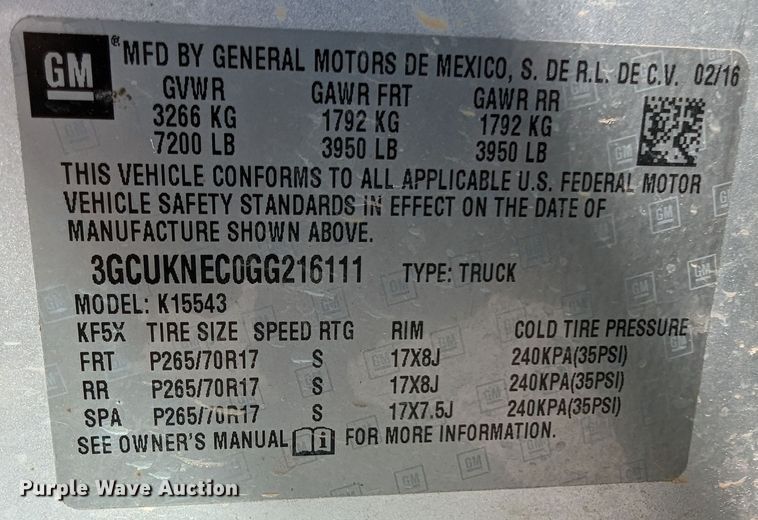 GM ® MFD BY GENERAL MOTORS DE MEXICO, S. DE R.L. DE C.V. 02/16
GVWR GAWR FRT GAWR RR
3266 KG 1792 KG 1792 KG
7200 LB 3950 LB 3950 LB
THIS VEHICLE CONFORMS TO ALL APPLICABLE U.S. FEDERAL MOTOR
VEHICLE SAFETY STANDARDS IN EFFECT ON THE DATE OF
MANUFACTURE SHOWN ABOVE.
3GCUKNEC0GG216111 TYPE: TRUCK
MODEL: K15543
KF5X TIRE SIZE SPEED RTG RIM COLD TIRE PRESSURE
FRT P265/70R17 S 17X8J 240KPA(35PSI)
RR P265/70R17 S 17X8J 240KPA(35PSI)
SPA P265/70R17 S 17X7.5J 240KPA(35PSI)
SEE OWNER'S MANUAL FOR MORE INFORMATION.
Purple Wave Auction